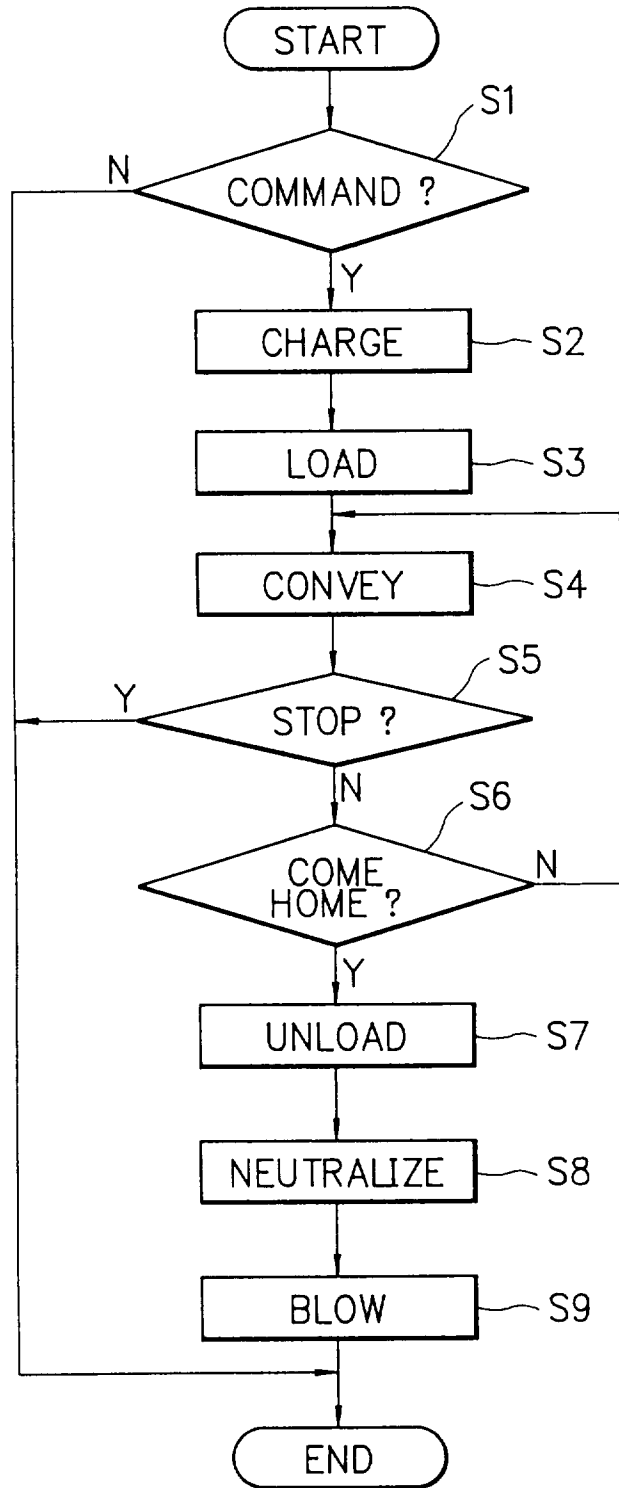 START
S1
N
COMMAND ?
Y
CHARGE
S2
LOAD
S3
CONVEY
S4
S5
Y
STOP ?
N
S6
COME
HOME ?
N
Y
UNLOAD
S7
NEUTRALIZE
S8
BLOW
S9
END